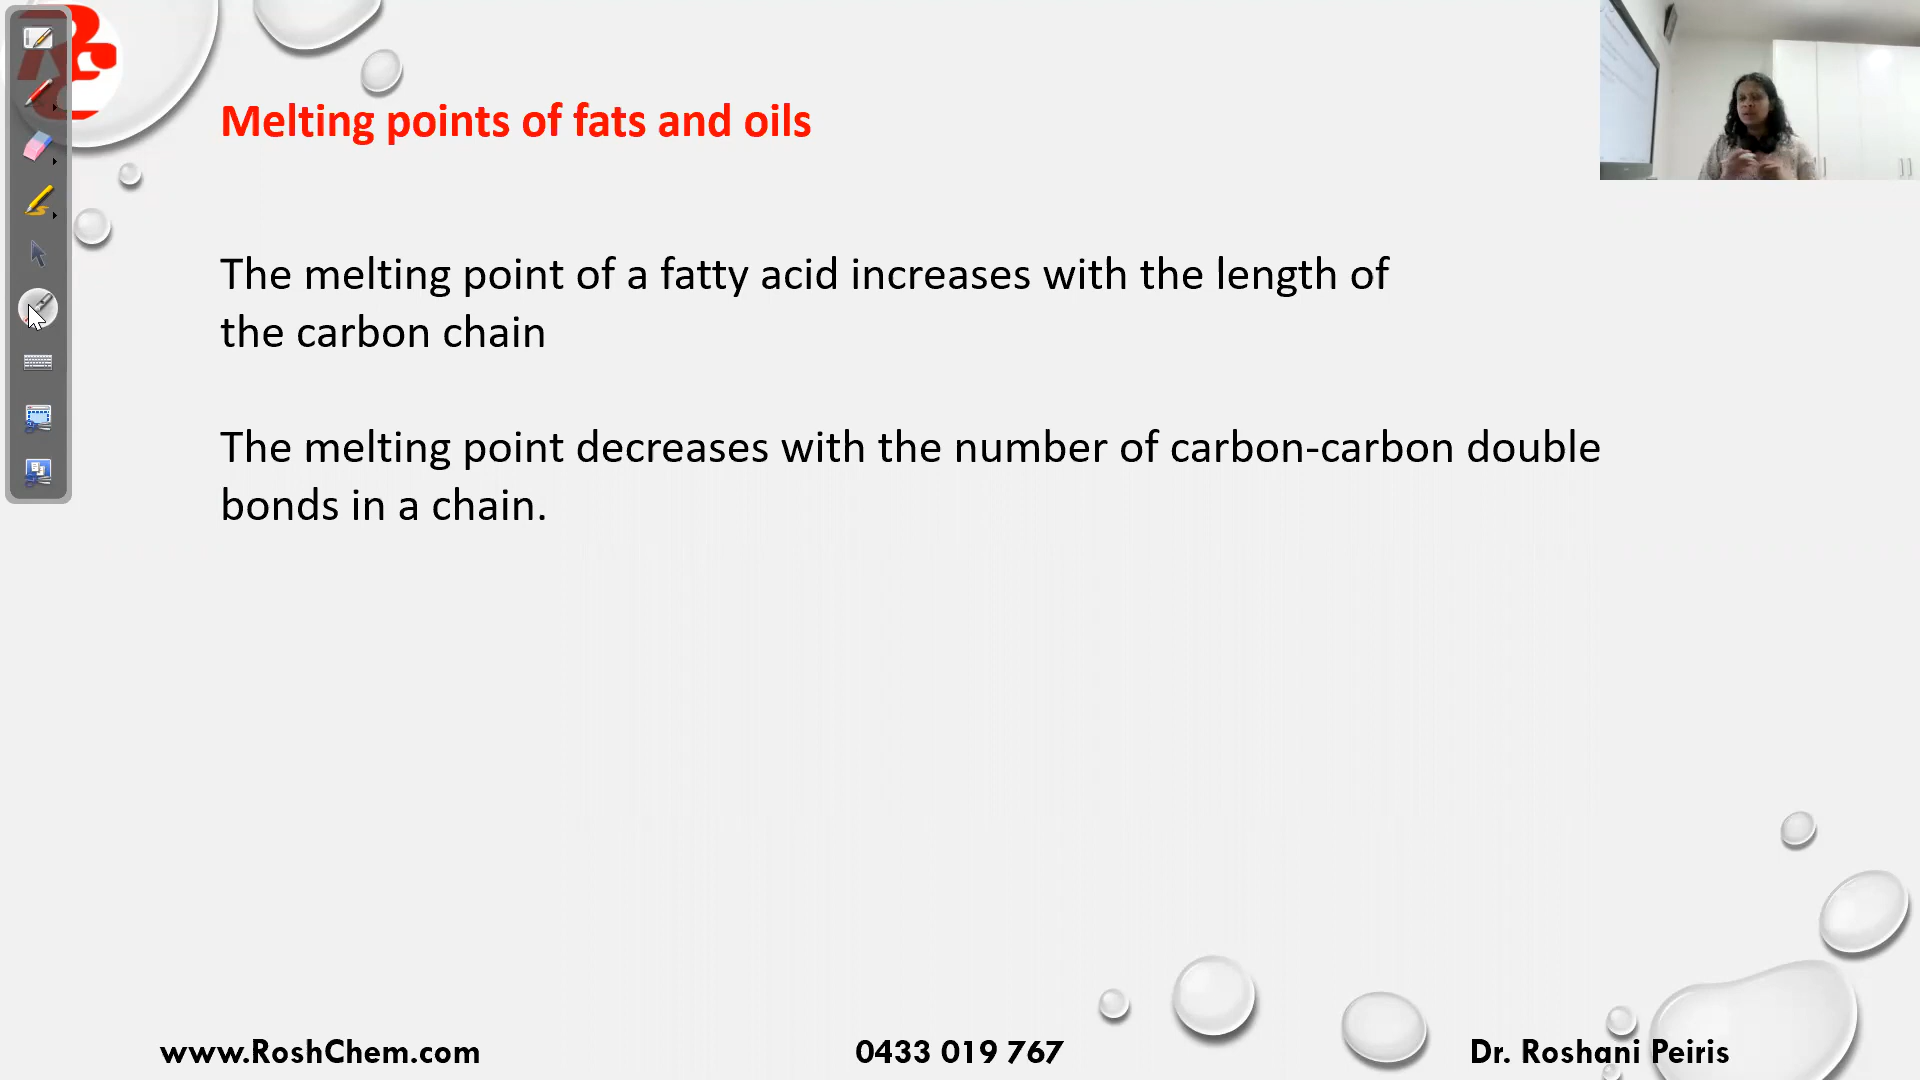 Melting points of fats and oils
The melting point of a fatty acid increases with the length of
the carbon chain
The melting point decreases with the number of carbon-carbon double
bonds in a chain.
www.RoshChem.com
0433 019 767
Dr. Roshani Peiris